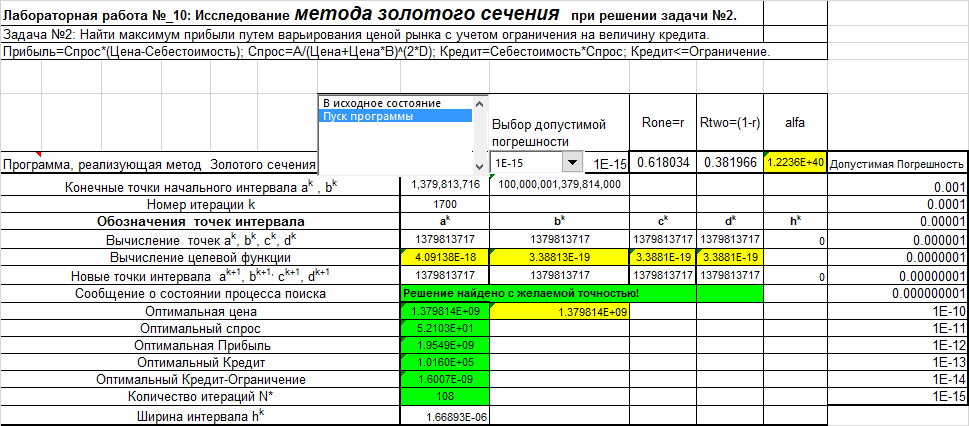 Лабораторная работа №_10: Исследование метода золотого сечения при решении задачи №2.
Задача №2: Найти максимум прибыли путем варьирования ценой рынка с учетом ограничения на величину кредита.
Прибыль=Спрос*(Цена-Себестоимость); Спрос=A/(Цена+Цена*B)^(2*D); Кредит=Себестоимость*Спрос; Кредит<=Ограничение.
В исходное состояние
Пуск программы
Выбор допустимой погрешности
Rone=r Rtwo=(1-r) alfa
Программа, реализующая метод Золотого сечения 1E-15 1E-15 0.618034 0.381966 1.2236E+40 Допустимая Погрешность
Конечные точки начального интервала a^k , b^k 1,379,813,716 100,000,001,379,814,000 0.001
Номер итерации k 1700 0.0001
Обозначения точек интервала a^k b^k c^k d^k h^k 0.00001
Вычисление точек a^k, b^k, c^k, d^k 1379813717 1379813717 1379813717 1379813717 0 0.000001
Вычисление целевой функции 4.09138E-18 3.38813E-19 3.3881E-19 3.3881E-19 0.0000001
Новые точки интервала a^k+1, b^k+1, c^k+1, d^k+1 1379813717 1379813717 1379813717 1379813717 0 0.000001
Сообщение о состоянии процесса поиска Решение найдено с желаемой точностью! 0.000000001
Оптимальная цена 1.379814E+09 1.379814E+09 1E-10
Оптимальный спрос 5.2103E+01 1E-11
Оптимальная Прибыль 1.9549E+09 1E-12
Оптимальный Кредит 1.0160E+05 1E-13
Оптимальный Кредит-Ограничение 1.6007E-09 1E-14
Количество итераций N* 108 1E-15
Ширина интервала h^k 1.66893E-06